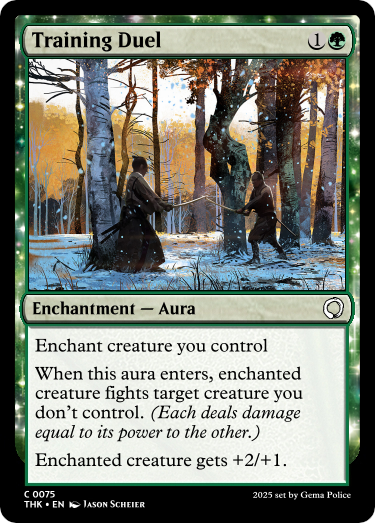 Training Duel
1
Enchantment — Aura
Enchant creature you control
When this aura enters, enchanted
creature fights target creature you
don't control. (Each deals damage
equal to its power to the other.)
Enchanted creature gets +2/+1.
C 0075
THK • EN JASON SCHEIER
2025 set by Gema Police